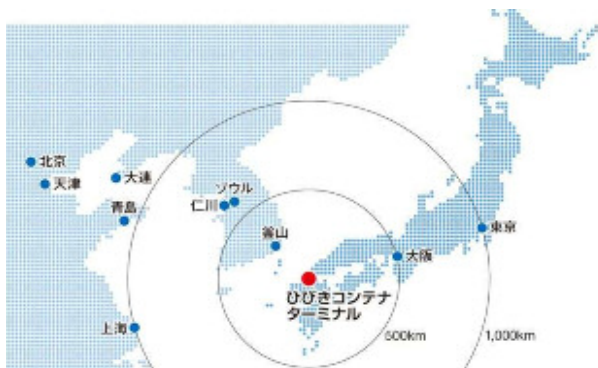 北京
天津
大連
青島
ソウル
仁川
釜山
東京
大阪
ひびきコンテナ
ターミナル
上海
500km
1,000km